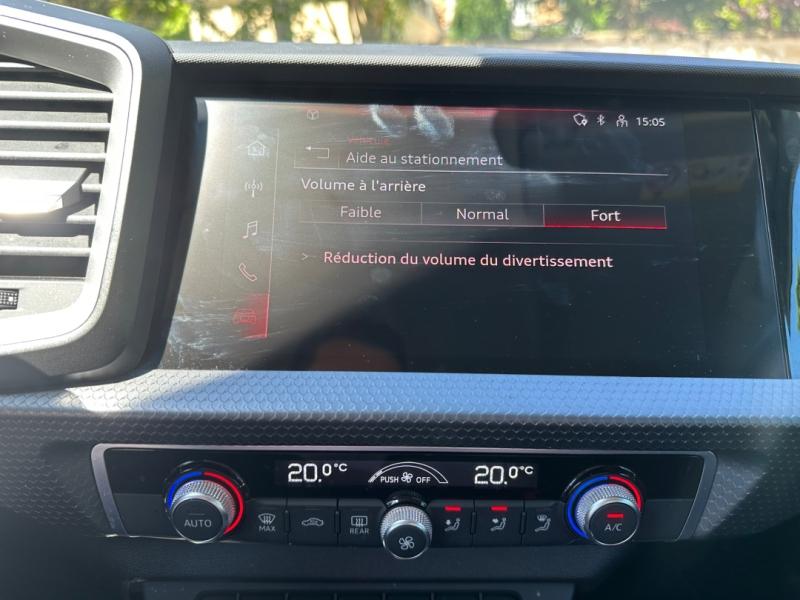 15:05
Véhicule
Aide au stationnement
Volume à l'arrière
Faible Normal Fort
> Réduction du volume du divertissement
20.0°C PUSH OFF 20.0°C
AUTO MAX REAR A/C